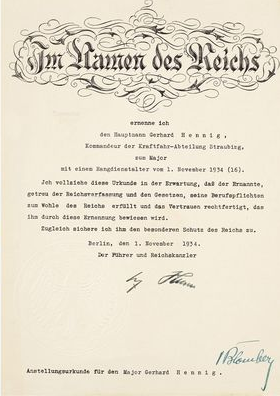 Im Namen des Reichs
ernenne ich
den Hauptmann Gerhard Hennig,
Kommandeur der Kraftfahr-Abteilung Straubing,
zum Major
mit einem Rangdienstalter vom 1. November 1934 (16).
Ich vollziehe diese Urkunde in der Erwartung, daß der Ernannte,
getreu der Reichsverfassung und den Gesetzen, seine Berufspflichten
zum Wohle des Reichs erfüllt und das Vertrauen rechtfertigt, das
ihm durch diese Ernennung bewiesen wird.
Zugleich sichere ich ihm den besonderen Schutz des Reichs zu.
Berlin, den 1. November 1934.
Der Führer und Reichskanzler
Blomberg
Anstellungsurkunde für den Major Gerhard Hennig.